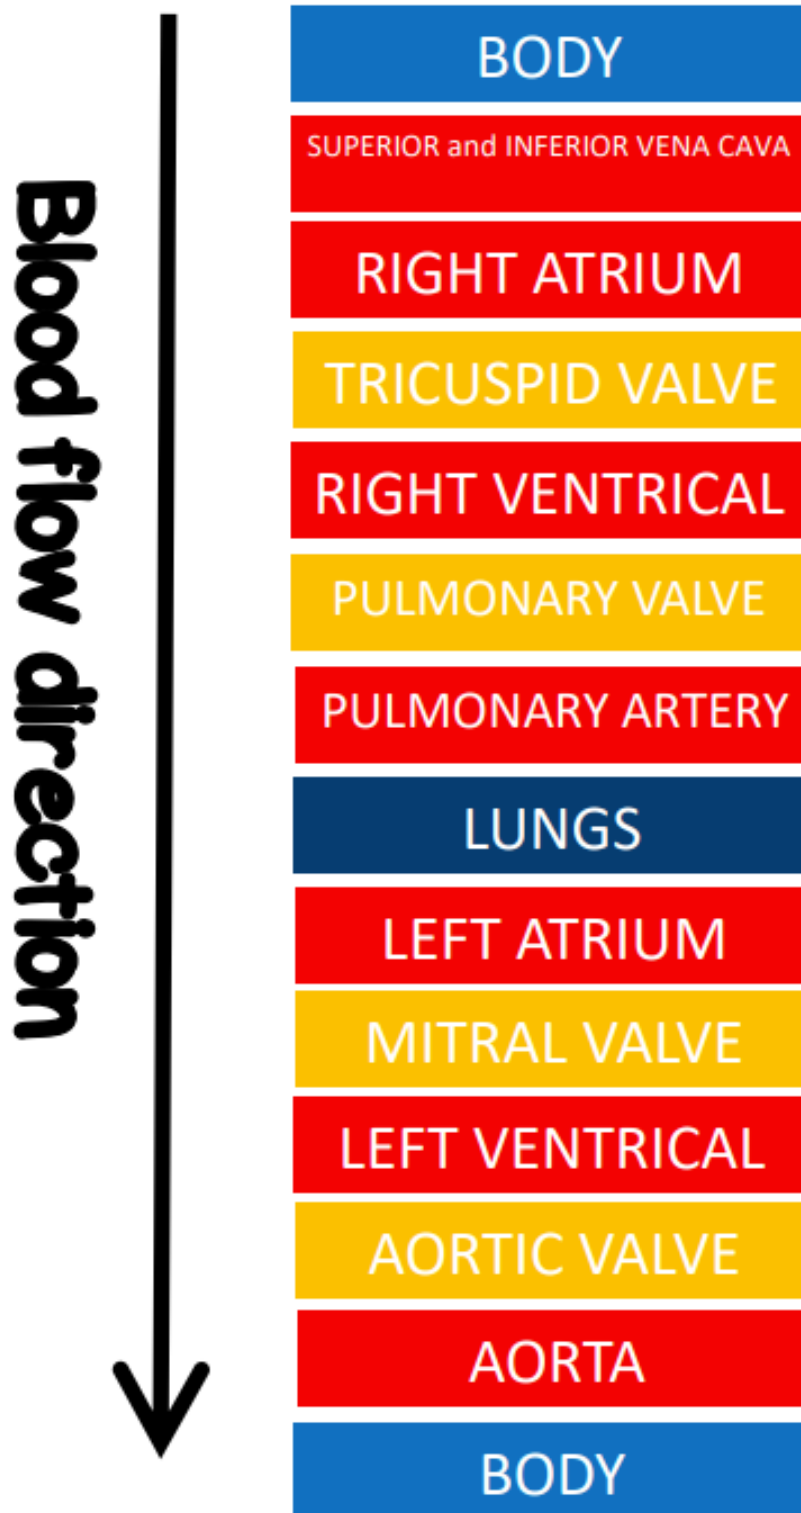 Blood flow direction
BODY
SUPERIOR and INFERIOR VENA CAVA
RIGHT ATRIUM
TRICUSPID VALVE
RIGHT VENTRICAL
PULMONARY VALVE
PULMONARY ARTERY
LUNGS
LEFT ATRIUM
MITRAL VALVE
LEFT VENTRICAL
AORTIC VALVE
AORTA
BODY